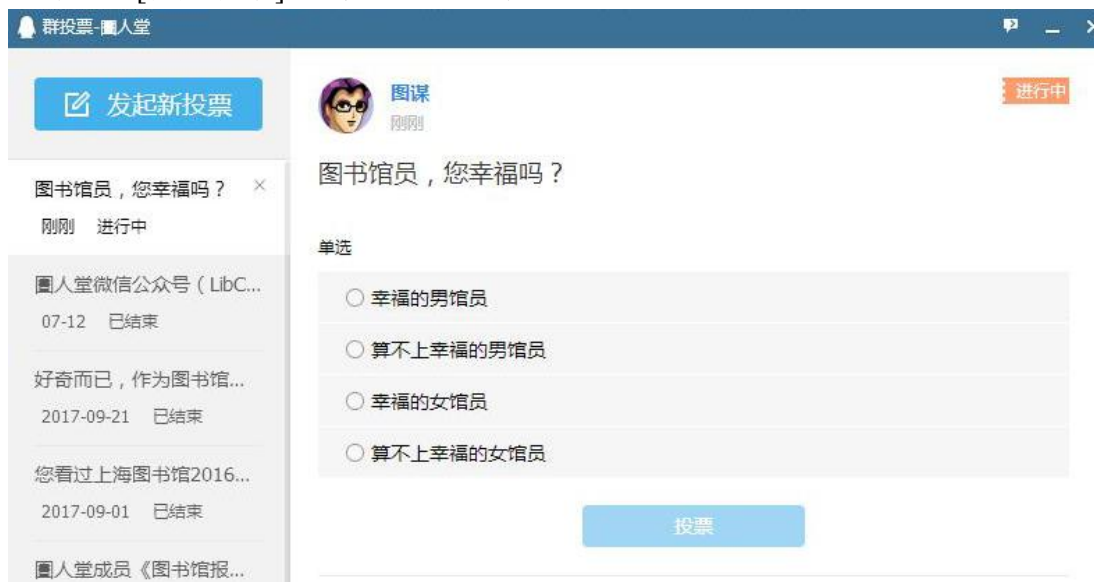 群投票-圕人堂
发起新投票
图书馆员，您幸福吗？
刚刚 进行中
圕人堂微信公众号（LibC...
07-12 已结束
好奇而已，作为图书馆...
2017-09-21 已结束
您看过上海图书馆2016...
2017-09-01 已结束
圕人堂成员《图书馆报...
图谋
刚刚
进行中
图书馆员，您幸福吗？
单选
幸福的男馆员
算不上幸福的男馆员
幸福的女馆员
算不上幸福的女馆员
投票